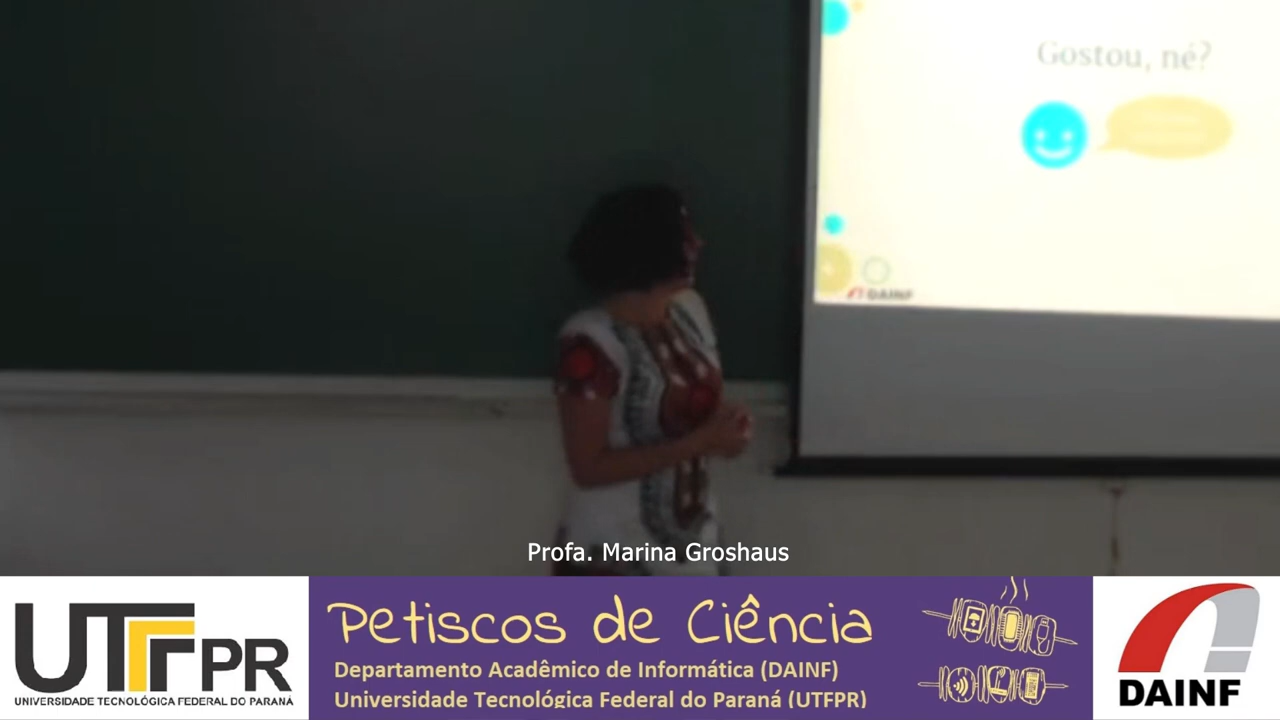 Gostou, né?
DAINF
Profa. Marina Groshaus
UTFPR
UNIVERSIDADE TECNOLÓGICA FEDERAL DO PARANÁ
Petiscos de Ciência
Departamento Acadêmico de Informática (DAINF)
Universidade Tecnológica Federal do Paraná (UTFPR)
DAINF